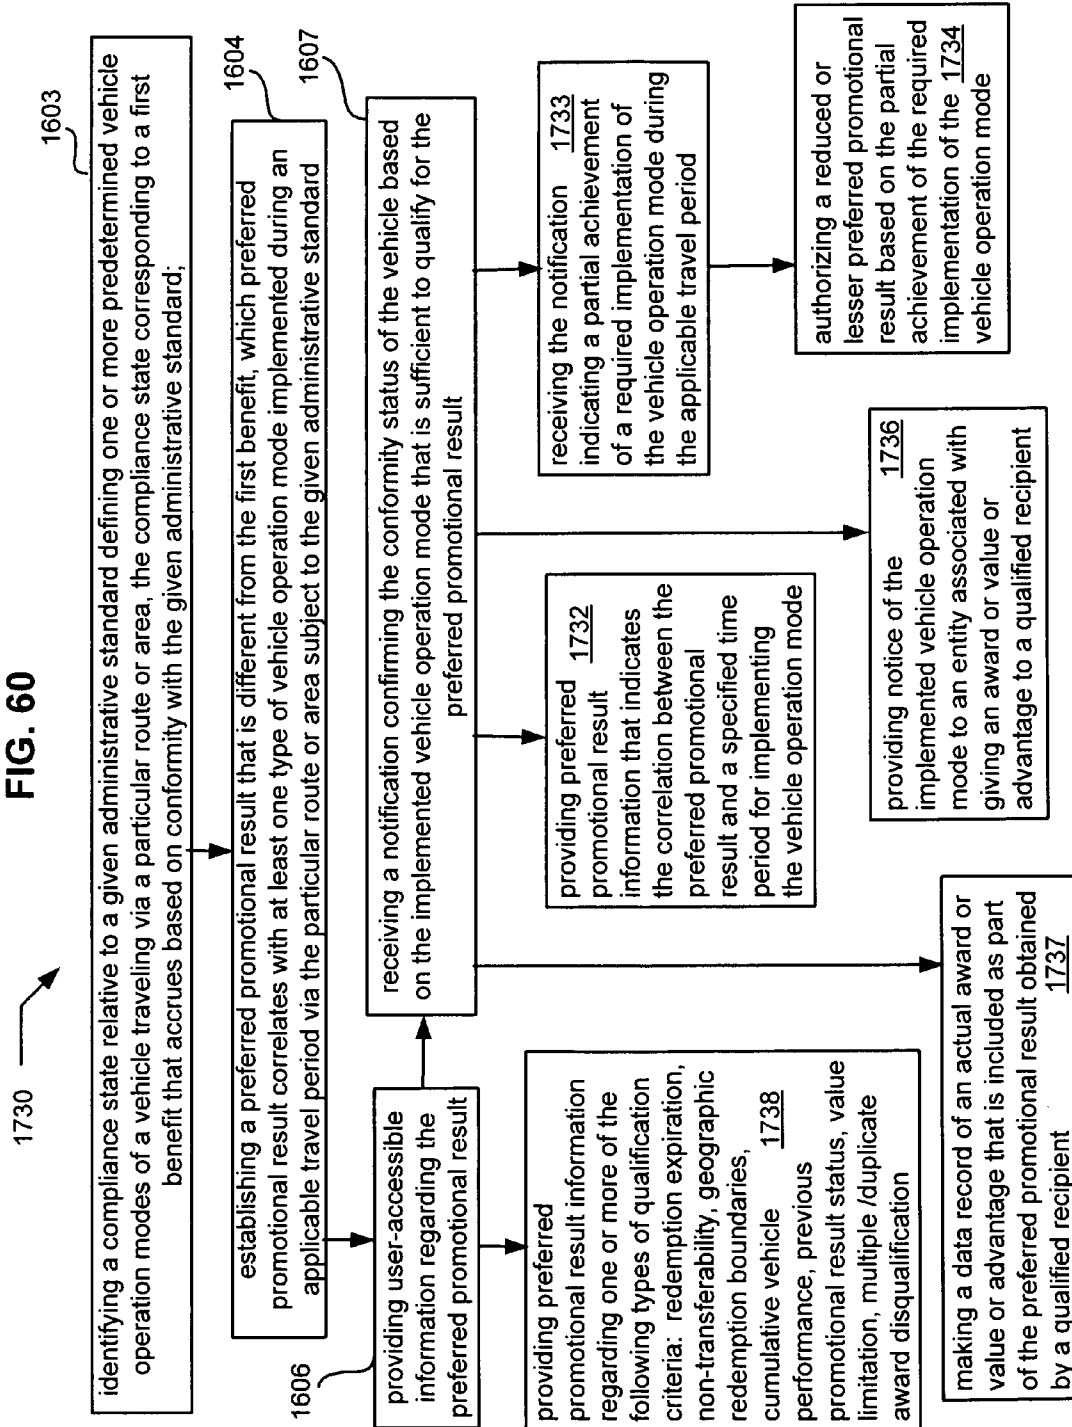 FIG. 60
1730
1603
identifying a compliance state relative to a given administrative standard defining one or more predetermined vehicle
operation modes of a vehicle traveling via a particular route or area, the compliance state corresponding to a first
benefit that accrues based on conformity with the given administrative standard;
1604
establishing a preferred promotional result that is different from the first benefit, which preferred
promotional result correlates with at least one type of vehicle operation mode implemented during an
applicable travel period via the particular route or area subject to the given administrative standard
1606
providing user-accessible
information regarding the
preferred promotional result
1607
receiving a notification confirming the conformity status of the vehicle based
on the implemented vehicle operation mode that is sufficient to qualify for the
preferred promotional result
providing preferred
promotional result information
regarding one or more of the
following types of qualification
criteria: redemption expiration,
non-transferability, geographic
redemption boundaries,
cumulative vehicle 1738
performance, previous
promotional result status, value
limitation, multiple /duplicate
award disqualification
providing preferred 1732
promotional result
information that indicates
the correlation between the
preferred promotional
result and a specified time
period for implementing
the vehicle operation mode
receiving the notification 1733
indicating a partial achievement
of a required implementation of
the vehicle operation mode during
the applicable travel period
authorizing a reduced or
lesser preferred promotional
result based on the partial
achievement of the required
implementation of the 1734
vehicle operation mode
providing notice of the 1736
implemented vehicle operation
mode to an entity associated with
giving an award or value or
advantage to a qualified recipient
making a data record of an actual award or
value or advantage that is included as part
of the preferred promotional result obtained
by a qualified recipient 1737